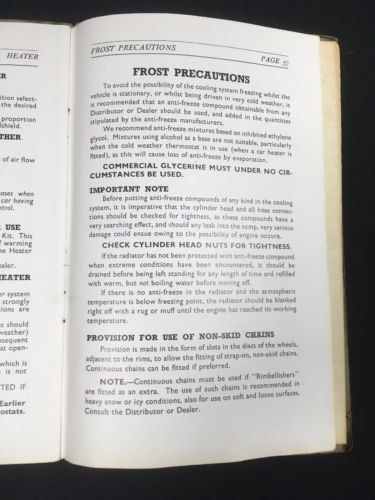 HEATER
ER
ition select-
the desired
proportion
dshield.
THER
of air flow
ases when
car having
ntrol.
USE
Kit. This
f warming
he Heater
ealer.
HEATER
er system
strongly
ions are
s should
bsequent
at open-
which is
e is not
TTED IF
Earlier
ostats.
FROST PRECAUTIONS
PAGE 57
FROST PRECAUTIONS
To avoid the possibility of the cooling system freezing whilst the
vehicle is stationary, or whilst being driven in very cold weather, it
is recommended that an anti-freeze compound obtainable from any
Distributor or Dealer should be used, and added in the quantities
stipulated by the anti-freeze manufacturers.
We recommend anti-freeze mixtures based on inhibited ethylene
glycol. Mixtures using alcohol as a base are not suitable, particularly
when the cold weather thermostat is in use (when a car heater is
fitted), as this will cause loss of anti-freeze by evaporation.
COMMERCIAL GLYCERINE MUST UNDER NO CIR-
CUMSTANCES BE USED.
IMPORTANT NOTE
Before putting anti-freeze compounds of any kind in the cooling
system, it is imperative that the cylinder head and all hose connec-
tions should be checked for tightness, as these compounds have a
very searching effect, and should any leak into the sump, very serious
damage could ensue owing to the possibility of engine seizure.
CHECK CYLINDER HEAD NUTS FOR TIGHTNESS.
If the radiator has not been protected with anti-freeze compound
when extreme conditions have been encountered, it should be
drained before being left standing for any length of time and refilled
with warm, but not boiling water before moving off.
If there is no anti-freeze in the radiator and the atmospheric
temperature is below freezing point, the radiator should be blanked
right off with a rug or muff until the engine has reached its working
temperature.
PROVISION FOR USE OF NON-SKID CHAINS
Provision is made in the form of slots in the discs of the wheels,
adjacent to the rims, to allow the fitting of strap-on, non-skid chains.
Continuous chains can be fitted if preferred.
NOTE.—Continuous chains must be used if "Rimbellishers"
are fitted as an extra. The use of such chains is recommended in
heavy snow or icy conditions, also for use on soft and loose surfaces.
Consult the Distributor or Dealer.